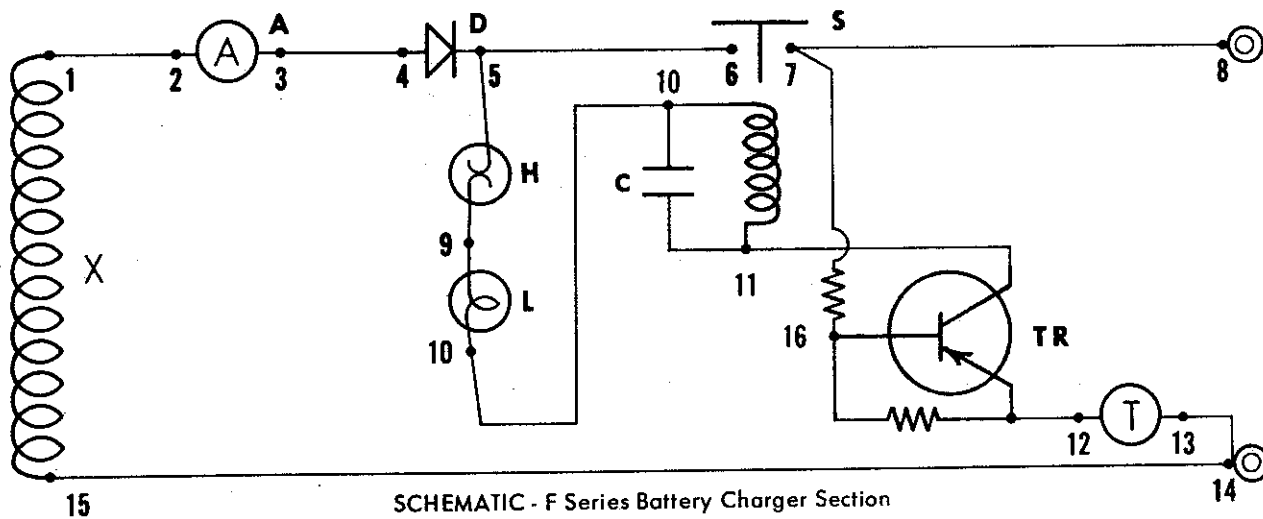 A D S
A
1 2 3 4 5 6 7 8
10
H
C
9
X
11
L
16
TR
10
T
12 13
14
15
SCHEMATIC - F Series Battery Charger Section